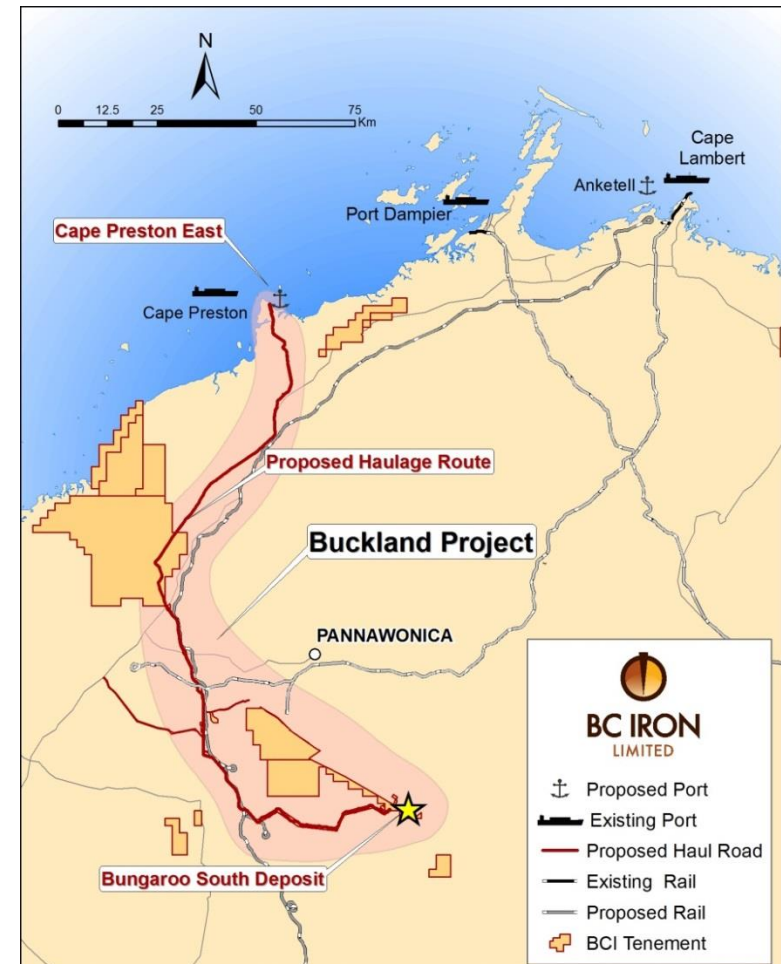 N
0 12.5 25 50 75
Km
Cape
Lambert
Anketell
Port Dampier
Cape Preston East
Cape Preston
Proposed Haulage Route
Buckland Project
PANNAWONICA
Bungaroo South Deposit
BC IRON
LIMITED
Proposed Port
Existing Port
Proposed Haul Road
Existing Rail
Proposed Rail
BCI Tenement